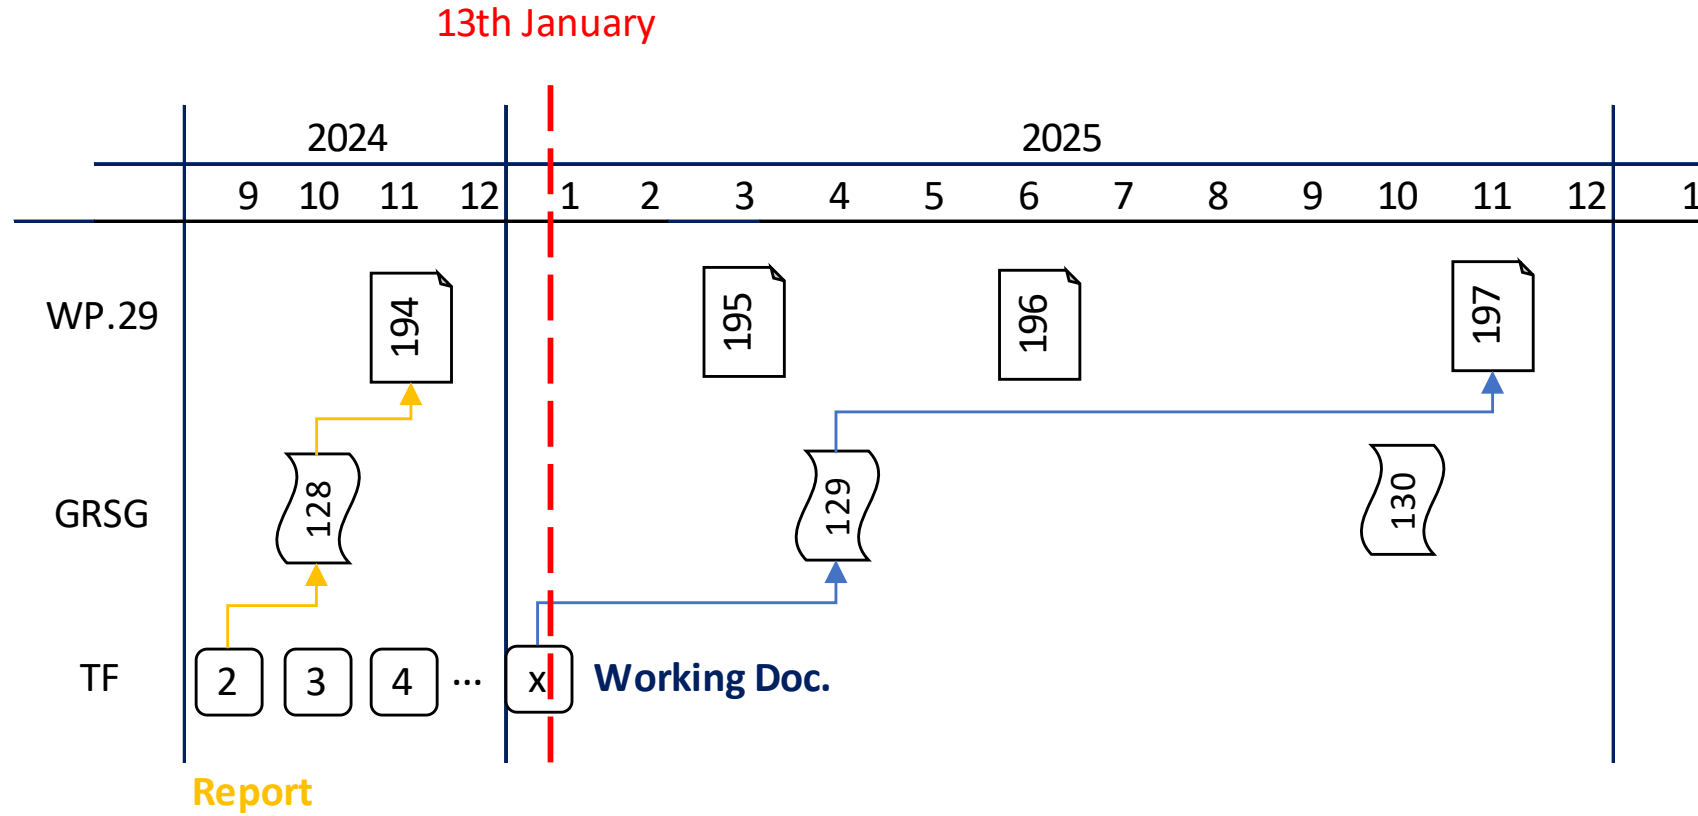 13th January
2024 2025
9 10 11 12 1 2 3 4 5 6 7 8 9 10 11 12 1
WP.29 194 195 196 197
GRSG 128 129 130
TF 2 3 4 ... x Working Doc.
Report